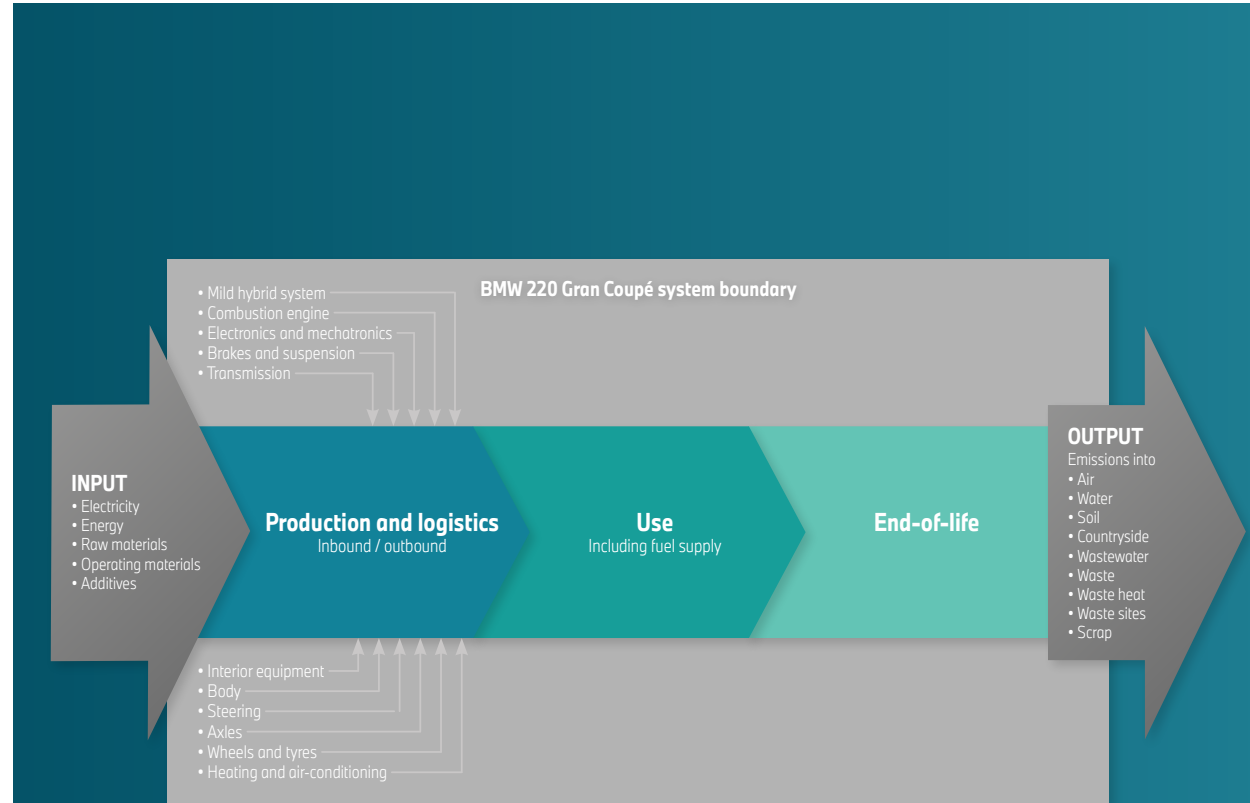 BMW 220 Gran Coupé system boundary
• Mild hybrid system
• Combustion engine
• Electronics and mechatronics
• Brakes and suspension
• Transmission
INPUT
• Electricity
• Energy
• Raw materials
• Operating materials
• Additives
Production and logistics
Inbound / outbound
Use
Including fuel supply
End-of-life
OUTPUT
Emissions into
• Air
• Water
• Soil
• Countryside
• Wastewater
• Waste
• Waste heat
• Waste sites
• Scrap
• Interior equipment
• Body
• Steering
• Axles
• Wheels and tyres
• Heating and air-conditioning